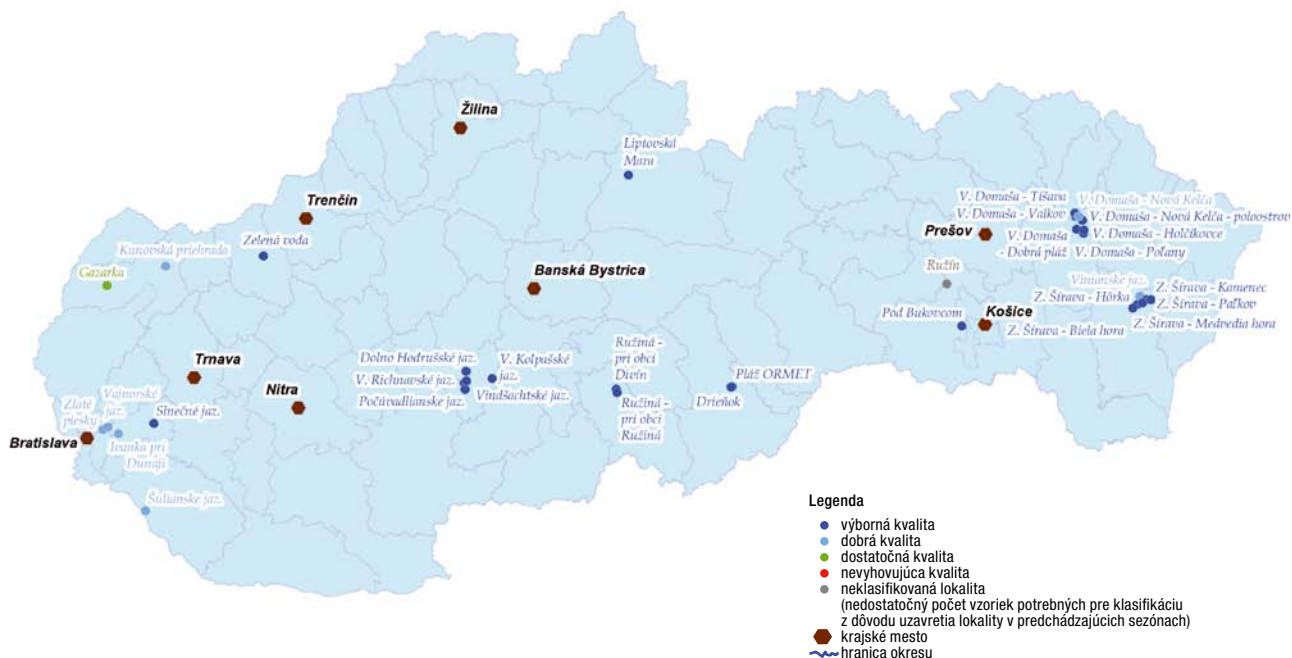 Žilina
Liptovská
Mara
Trenčín
Zelená voda
Kunovská priehrada
Gazarka
Banská Bystrica
V. Domaša - Tíšava
V. Domaša - Nová Kelča
V. Domaša - Valkov
V. Domaša - Nová Kelča - poloostrov
Prešov
V. Domaša
- Dobrá pláž
V. Domaša - Holčíkovce
V. Domaša - Poľany
Ružín
Vinianske jaz.
Z. Šírava - Kamenec
Z. Šírava - Hôrka
Z. Šírava - Paľkov
Pod Bukovcom
Košice
Z. Šírava - Biela hora
Z. Šírava - Medvedia hora
Trnava
Nitra
Dolno Hodrušské jaz.
V. Kolpašské
jaz.
V. Richnavské jaz.
Vindšachtské jaz.
Počúvadlianske jaz.
Ružiná -
pri obci
Divín
Ružiná -
pri obci
Ružiná
Pláž ORMET
Drieňok
Zlaté
piesky
Vajnorské
jaz.
Slnečné jaz.
Bratislava
Ivanka pri
Dunaji
Šulianske jaz.
Legenda
výborná kvalita
dobrá kvalita
dostatočná kvalita
nevyhovujúca kvalita
neklasifikovaná lokalita
(nedostatočný počet vzoriek potrebných pre klasifikáciu
z dôvodu uzavretia lokality v predchádzajúcich sezónach)
krajské mesto
hranica okresu